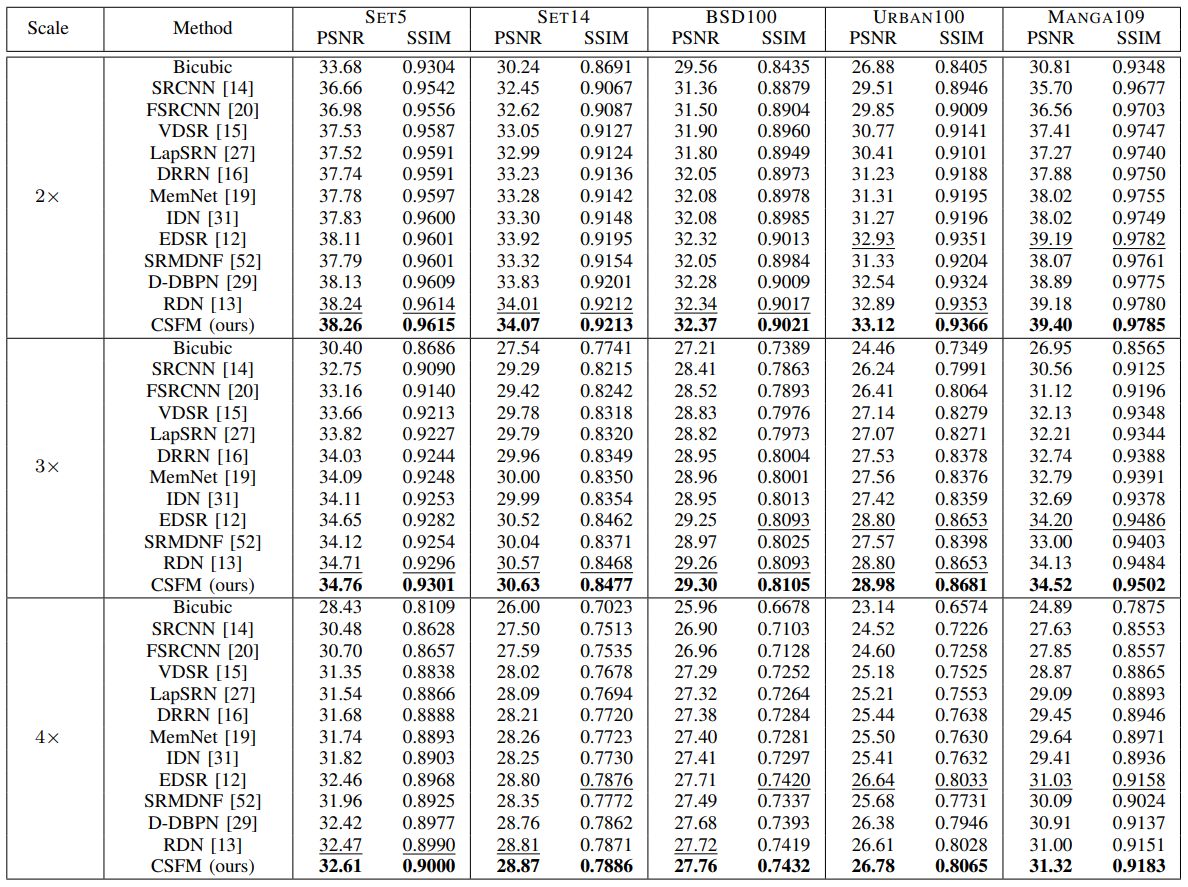 Scale Method SET5 SET14 BSD100 URBAN100 MANGA109
PSNR SSIM PSNR SSIM PSNR SSIM PSNR SSIM PSNR SSIM
Bicubic 33.68 0.9304 30.24 0.8691 29.56 0.8435 26.88 0.8405 30.81 0.9348
SRCNN [14] 36.66 0.9542 32.45 0.9067 31.36 0.8879 29.51 0.8946 35.70 0.9677
FSRCNN [20] 36.98 0.9556 32.62 0.9087 31.50 0.8904 29.85 0.9009 36.56 0.9703
VDSR [15] 37.53 0.9587 33.05 0.9127 31.90 0.8960 30.77 0.9141 37.41 0.9747
LapSRN [27] 37.52 0.9591 32.99 0.9124 31.80 0.8949 30.41 0.9101 37.27 0.9740
DRRN [16] 37.74 0.9591 33.23 0.9136 32.05 0.8973 31.23 0.9188 37.88 0.9750
2× MemNet [19] 37.78 0.9597 33.28 0.9142 32.08 0.8978 31.31 0.9195 38.02 0.9755
IDN [31] 37.83 0.9600 33.30 0.9148 32.08 0.8985 31.27 0.9196 38.02 0.9749
EDSR [12] 38.11 0.9601 33.92 0.9195 32.32 0.9013 32.93 0.9351 39.19 0.9782
SRMDNF [52] 37.79 0.9601 33.32 0.9154 32.05 0.8984 31.33 0.9204 38.07 0.9761
D-DBPN [29] 38.13 0.9609 33.83 0.9201 32.28 0.9009 32.54 0.9324 38.89 0.9775
RDN [13] 38.24 0.9614 34.01 0.9212 32.34 0.9017 32.89 0.9353 39.18 0.9780
CSFM (ours) 38.26 0.9615 34.07 0.9213 32.37 0.9021 33.12 0.9366 39.40 0.9785
Bicubic 30.40 0.8686 27.54 0.7741 27.21 0.7389 24.46 0.7349 26.95 0.8565
SRCNN [14] 32.75 0.9090 29.29 0.8215 28.41 0.7863 26.24 0.7991 30.56 0.9125
FSRCNN [20] 33.16 0.9140 29.42 0.8242 28.52 0.7893 26.41 0.8064 31.12 0.9196
VDSR [15] 33.66 0.9213 29.78 0.8318 28.83 0.7976 27.14 0.8279 32.13 0.9348
LapSRN [27] 33.82 0.9227 29.79 0.8320 28.82 0.7973 27.07 0.8271 32.21 0.9344
DRRN [16] 34.03 0.9244 29.96 0.8349 28.95 0.8004 27.53 0.8378 32.74 0.9388
3× MemNet [19] 34.09 0.9248 30.00 0.8350 28.96 0.8001 27.56 0.8376 32.79 0.9391
IDN [31] 34.11 0.9253 29.99 0.8354 28.95 0.8013 27.42 0.8359 32.69 0.9378
EDSR [12] 34.65 0.9282 30.52 0.8462 29.25 0.8093 28.80 0.8653 34.20 0.9486
SRMDNF [52] 34.12 0.9254 30.04 0.8371 28.97 0.8025 27.57 0.8398 33.00 0.9403
RDN [13] 34.71 0.9296 30.57 0.8468 29.26 0.8093 28.80 0.8653 34.13 0.9484
CSFM (ours) 34.76 0.9301 30.63 0.8477 29.30 0.8105 28.98 0.8681 34.52 0.9502
Bicubic 28.43 0.8109 26.00 0.7023 25.96 0.6678 23.14 0.6574 24.89 0.7875
SRCNN [14] 30.48 0.8628 27.50 0.7513 26.90 0.7103 24.52 0.7226 27.63 0.8553
FSRCNN [20] 30.70 0.8657 27.59 0.7535 26.96 0.7128 24.60 0.7258 27.85 0.8557
VDSR [15] 31.35 0.8838 28.02 0.7678 27.29 0.7252 25.18 0.7525 28.87 0.8865
LapSRN [27] 31.54 0.8866 28.09 0.7694 27.32 0.7264 25.21 0.7553 29.09 0.8893
DRRN [16] 31.68 0.8888 28.21 0.7720 27.38 0.7284 25.44 0.7638 29.45 0.8946
4× MemNet [19] 31.74 0.8893 28.26 0.7723 27.40 0.7281 25.50 0.7630 29.64 0.8971
IDN [31] 31.82 0.8903 28.25 0.7730 27.41 0.7297 25.41 0.7632 29.41 0.8936
EDSR [12] 32.46 0.8968 28.80 0.7876 27.71 0.7420 26.64 0.8033 31.03 0.9158
SRMDNF [52] 31.96 0.8925 28.35 0.7772 27.49 0.7337 25.68 0.7731 30.09 0.9024
D-DBPN [29] 32.42 0.8977 28.76 0.7862 27.68 0.7393 26.38 0.7946 30.91 0.9137
RDN [13] 32.47 0.8990 28.81 0.7871 27.72 0.7419 26.61 0.8028 31.00 0.9151
CSFM (ours) 32.61 0.9000 28.87 0.7886 27.76 0.7432 26.78 0.8065 31.32 0.9183